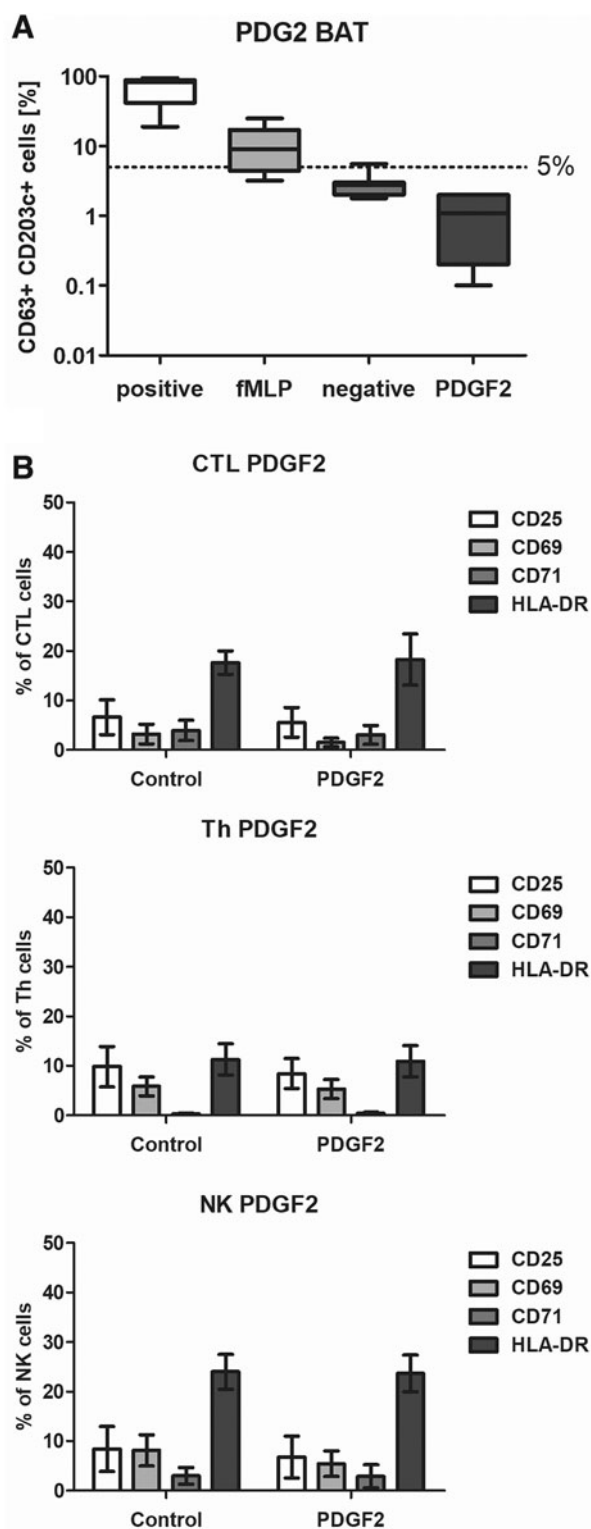 A
PDG2 BAT
CD63+ CD203c+ cells [%]
100
10
1
0.1
0.01
5%
positive fMLP negative PDGF2
B
CTL PDGF2
% of CTL cells
50
40
30
20
10
0
Control PDGF2
CD25
CD69
CD71
HLA-DR
Th PDGF2
% of Th cells
50
40
30
20
10
0
Control PDGF2
CD25
CD69
CD71
HLA-DR
NK PDGF2
% of NK cells
50
40
30
20
10
0
Control PDGF2
CD25
CD69
CD71
HLA-DR